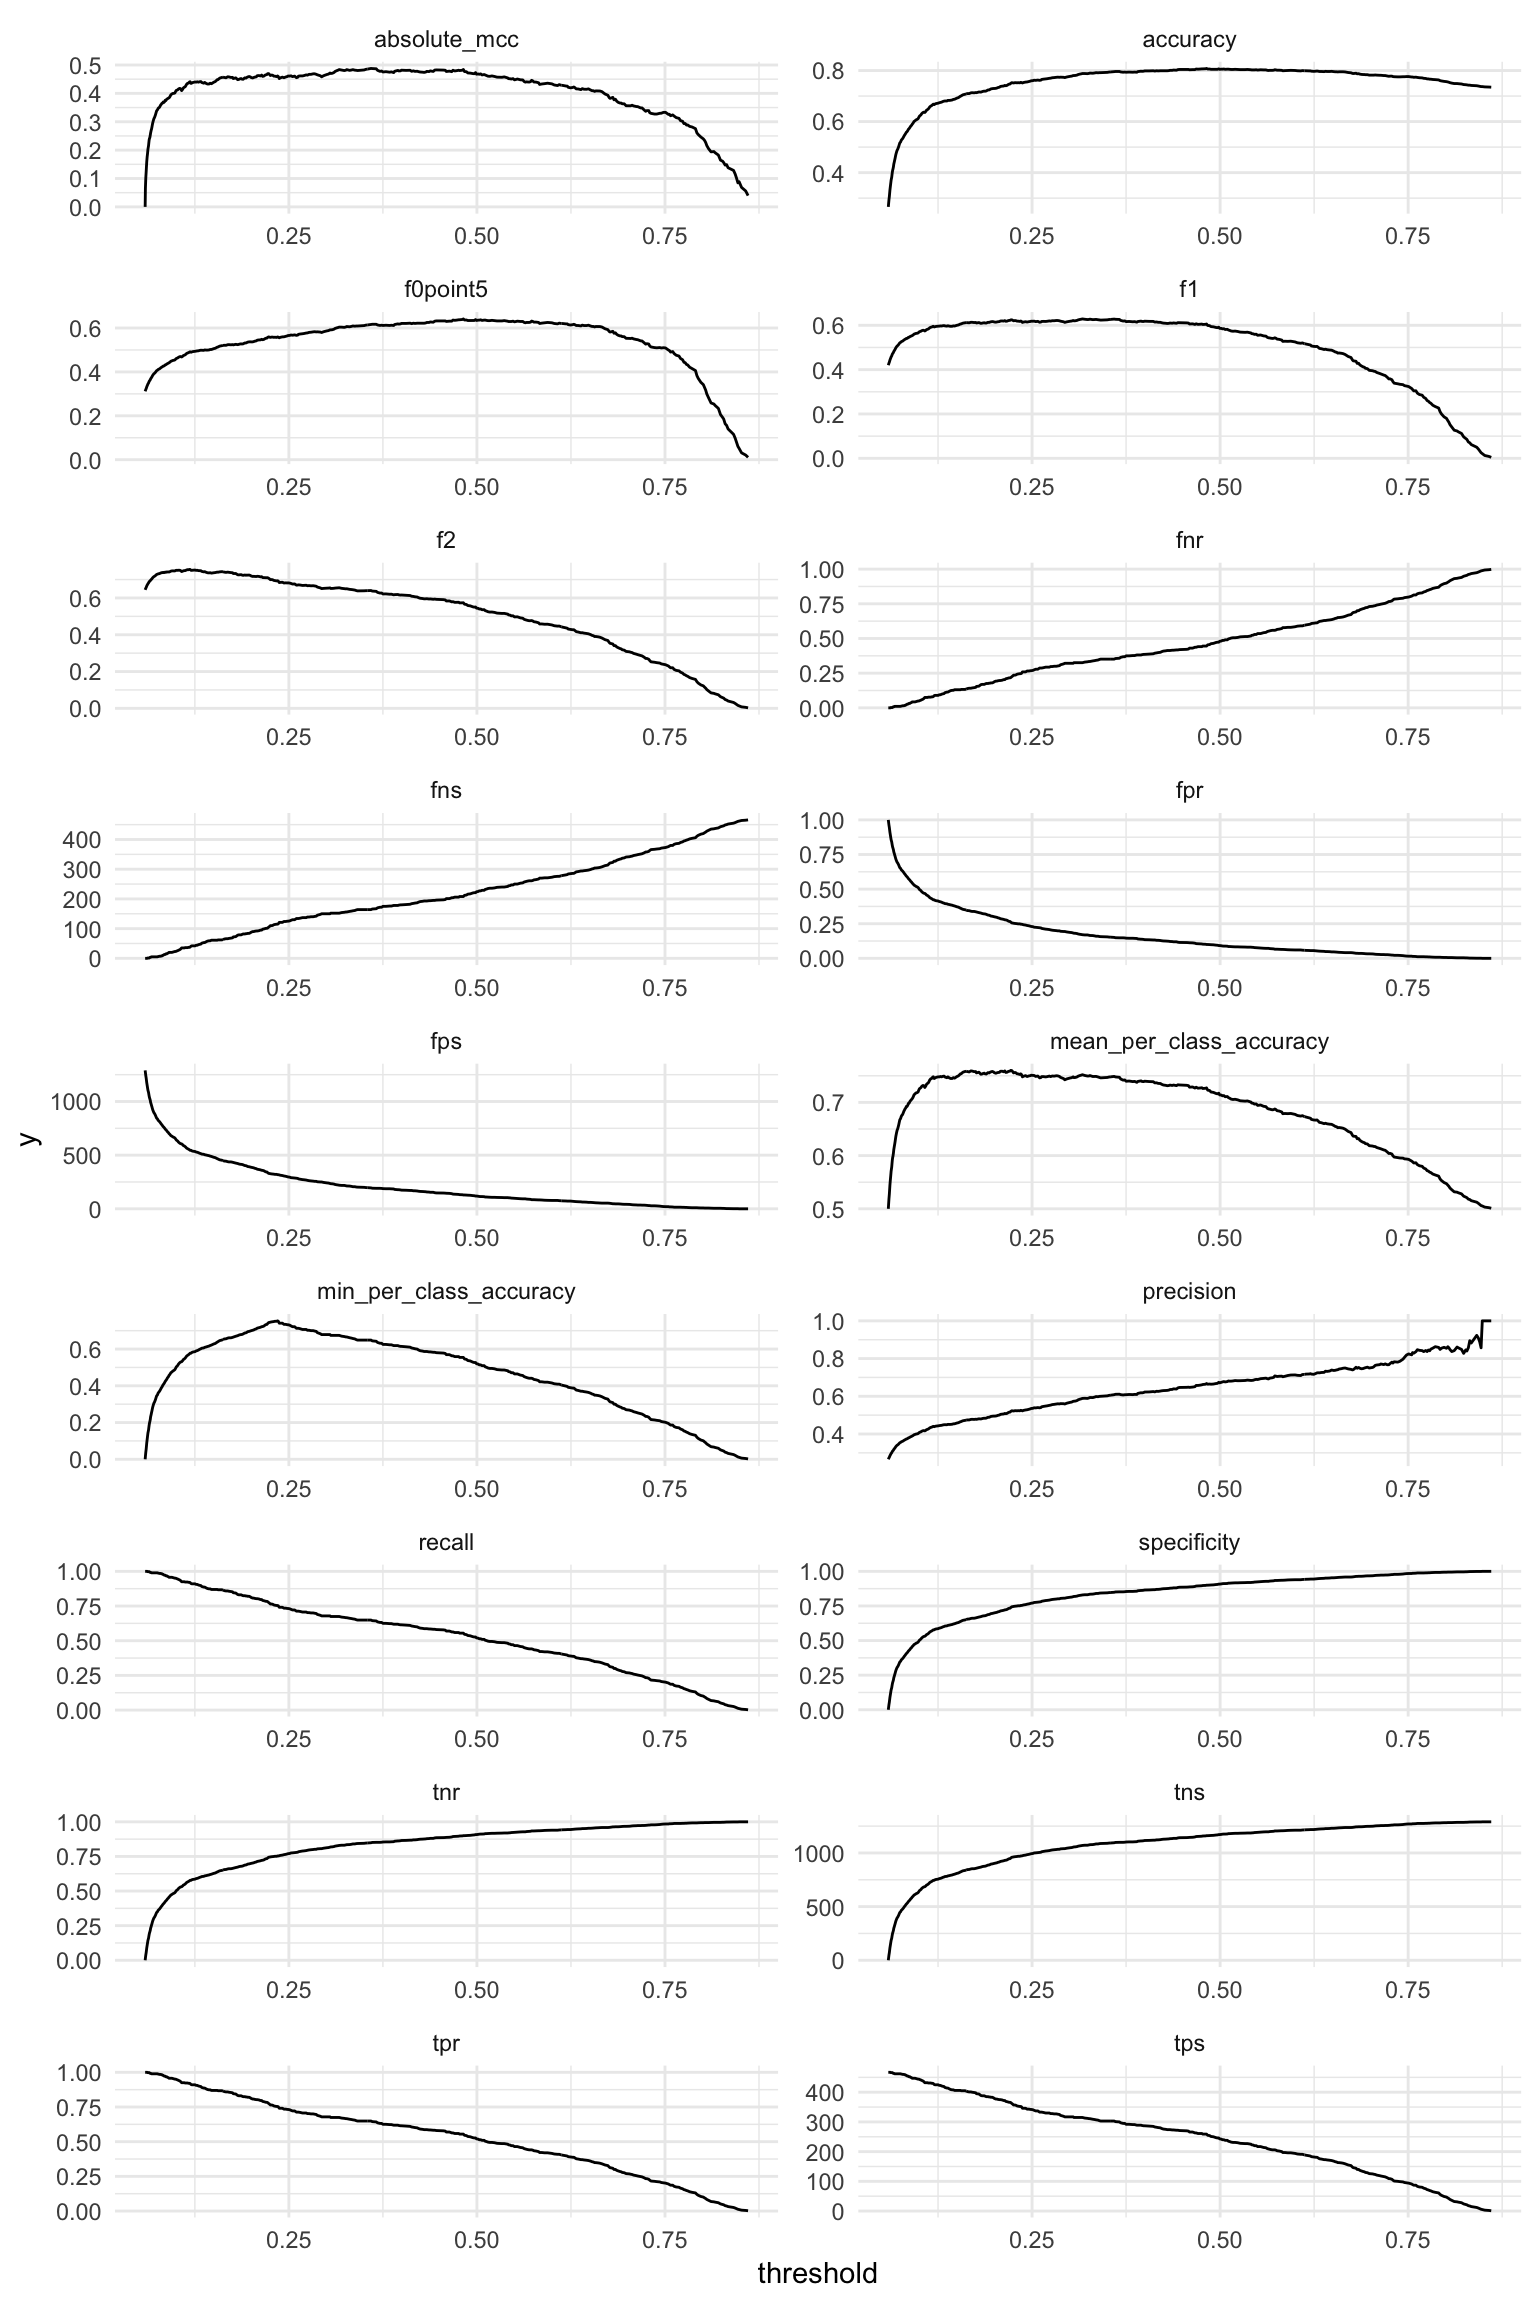 absolute_mcc
accuracy
0.5
0.4
0.3
0.2
0.1
0.0
0.8
0.6
0.4
0.25 0.50 0.75
0.25 0.50 0.75
f0point5
f1
0.6
0.4
0.2
0.0
0.6
0.4
0.2
0.0
0.25 0.50 0.75
0.25 0.50 0.75
f2
fnr
0.6
0.4
0.2
0.0
1.00
0.75
0.50
0.25
0.00
0.25 0.50 0.75
0.25 0.50 0.75
fns
fpr
400
300
200
100
0
1.00
0.75
0.50
0.25
0.00
0.25 0.50 0.75
0.25 0.50 0.75
fps
mean_per_class_accuracy
y
1000
500
0
0.7
0.6
0.5
0.25 0.50 0.75
0.25 0.50 0.75
min_per_class_accuracy
precision
0.6
0.4
0.2
0.0
1.0
0.8
0.6
0.4
0.25 0.50 0.75
0.25 0.50 0.75
recall
specificity
1.00
0.75
0.50
0.25
0.00
1.00
0.75
0.50
0.25
0.00
0.25 0.50 0.75
0.25 0.50 0.75
tnr
tns
1.00
0.75
0.50
0.25
0.00
1000
500
0
0.25 0.50 0.75
0.25 0.50 0.75
tpr
tps
1.00
0.75
0.50
0.25
0.00
400
300
200
100
0
0.25 0.50 0.75
0.25 0.50 0.75
threshold